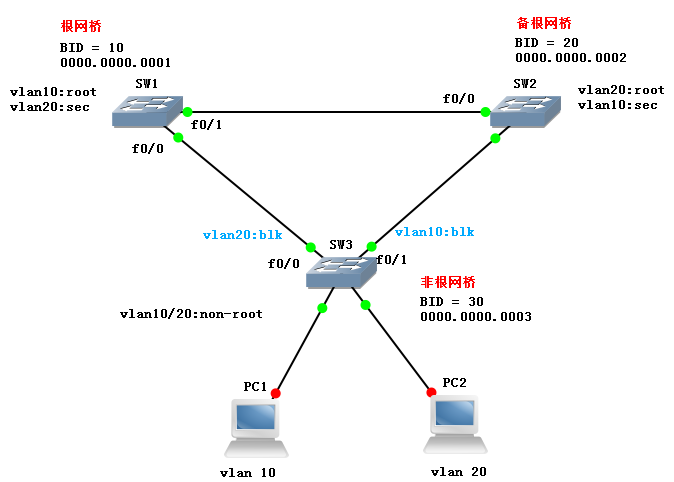 根网桥
BID = 10
0000.0000.0001
备根网桥
BID = 20
0000.0000.0002
vlan10:root
vlan20:sec
SW1
SW2
vlan20:root
vlan10:sec
f0/0
f0/1
f0/0
vlan20:blk
vlan10:blk
SW3
f0/0
f0/1
非根网桥
BID = 30
0000.0000.0003
vlan10/20:non-root
PC1
PC2
vlan 10
vlan 20